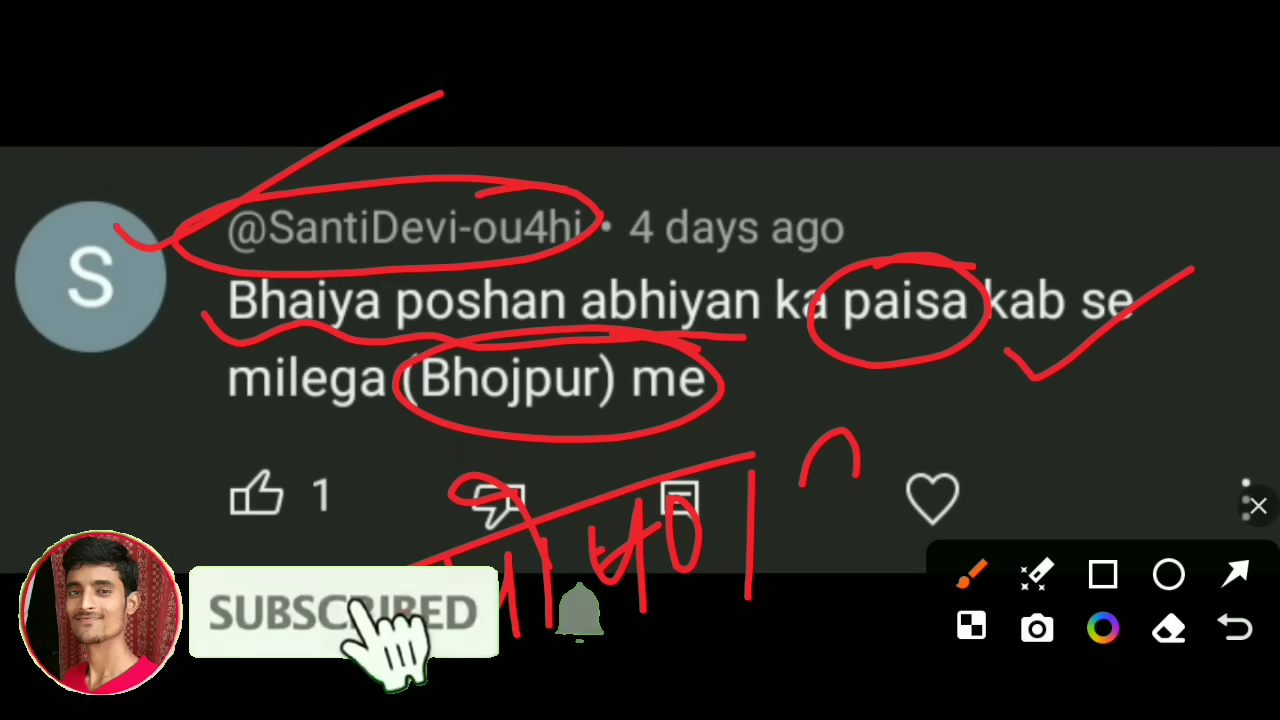 S
@SantiDevi-ou4hi • 4 days ago
Bhaiya poshan abhiyan ka paisa kab se
milega (Bhojpur) me
1
SUBSCRIBED